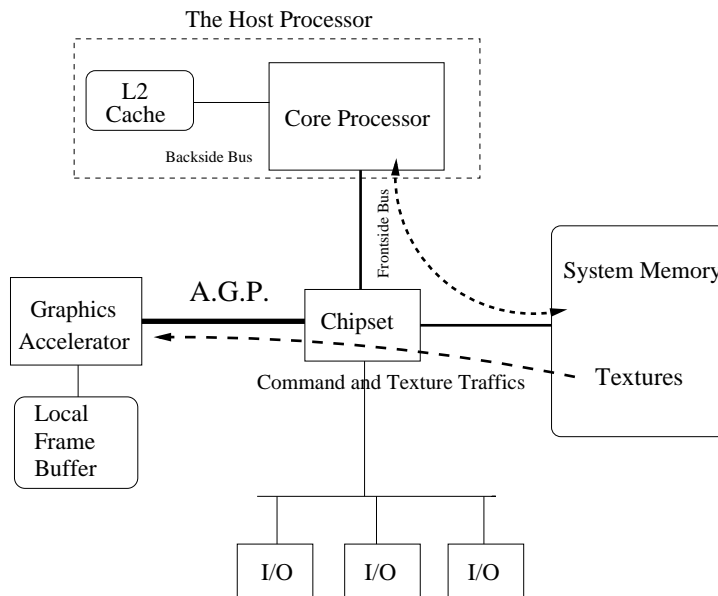 The Host Processor
L2
Cache
Core Processor
Backside Bus
Frontside Bus
System Memory
A.G.P.
Graphics
Accelerator
Chipset
Command and Texture Traffics
Textures
Local
Frame
Buffer
I/O
I/O
I/O